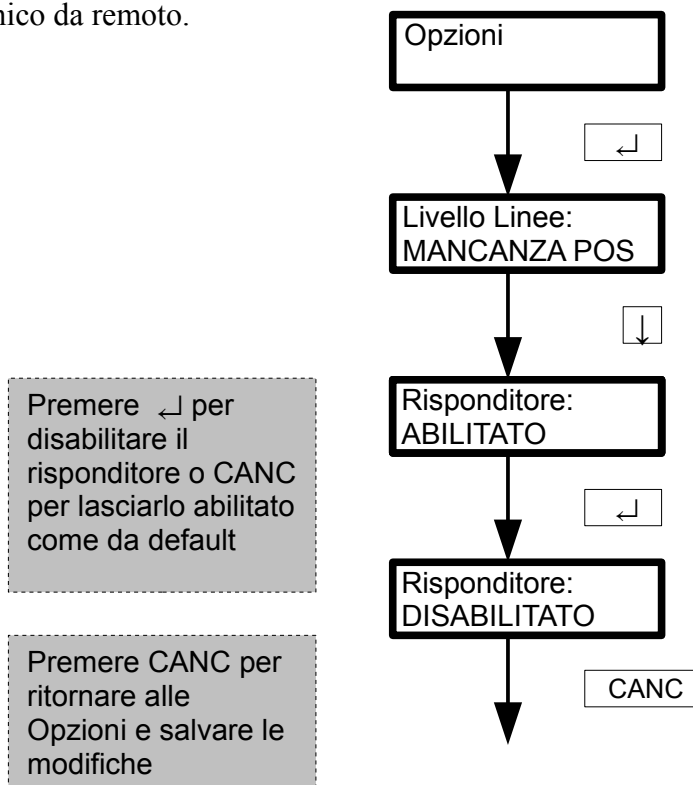 da remoto.
Opzioni
↵
Livello Linee:
MANCANZA POS
↓
Premere ↵ per
disabilitare il
risponditore o CANC
per lasciarlo abilitato
come da default
Risponditore:
ABILITATO
↵
Risponditore:
DISABILITATO
Premere CANC per
ritornare alle
Opzioni e salvare le
modifiche
CANC